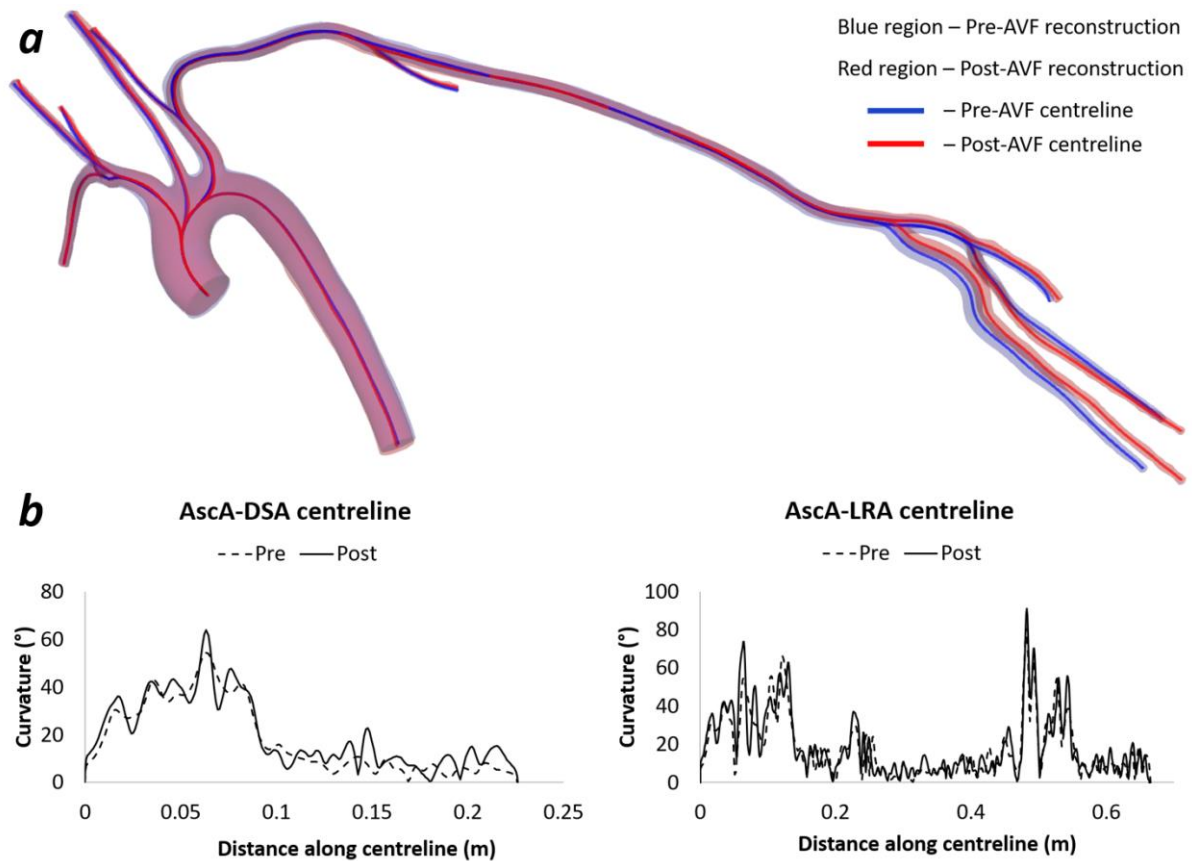 a
Blue region – Pre-AVF reconstruction
Red region – Post-AVF reconstruction
– Pre-AVF centreline
– Post-AVF centreline
b
AscA-DSA centreline
Pre Post
80
60
40
20
0
Curvature (°)
0 0.05 0.1 0.15 0.2 0.25
Distance along centreline (m)
AscA-LRA centreline
Pre Post
100
80
60
40
20
0
Curvature (°)
0 0.2 0.4 0.6
Distance along centreline (m)